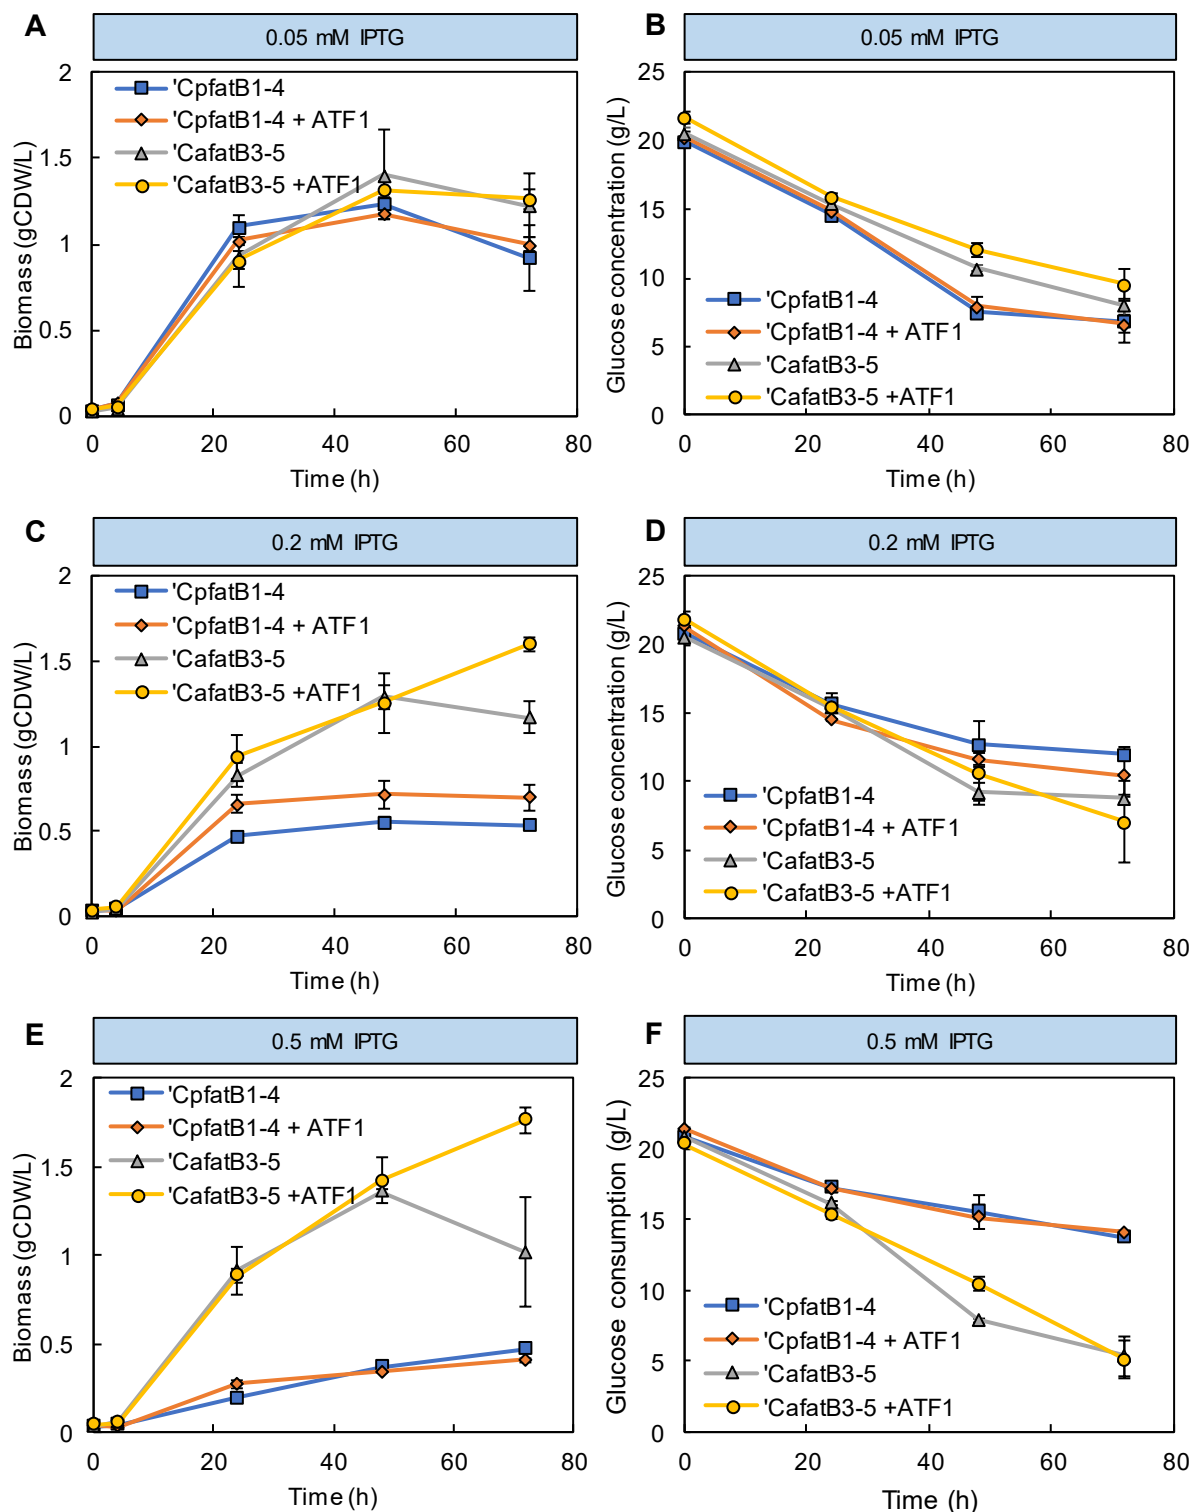 A
0.05 mM IPTG
2
1.5
1
0.5
0
'CpfatB1-4
'CpfatB1-4 + ATF1
'CafatB3-5
'CafatB3-5 +ATF1
Biomass (gCDW/L)
0 20 40 60 80
Time (h)
B
0.05 mM IPTG
25
20
15
10
5
0
'CpfatB1-4
'CpfatB1-4 + ATF1
'CafatB3-5
'CafatB3-5 +ATF1
Glucose concentration (g/L)
0 20 40 60 80
Time (h)
C
0.2 mM IPTG
2
1.5
1
0.5
0
'CpfatB1-4
'CpfatB1-4 + ATF1
'CafatB3-5
'CafatB3-5 +ATF1
Biomass (gCDW/L)
0 20 40 60 80
Time (h)
D
0.2 mM IPTG
25
20
15
10
5
0
'CpfatB1-4
'CpfatB1-4 + ATF1
'CafatB3-5
'CafatB3-5 +ATF1
Glucose concentration (g/L)
0 20 40 60 80
Time (h)
E
0.5 mM IPTG
2
1.5
1
0.5
0
'CpfatB1-4
'CpfatB1-4 + ATF1
'CafatB3-5
'CafatB3-5 +ATF1
Biomass (gCDW/L)
0 20 40 60 80
Time (h)
F
0.5 mM IPTG
25
20
15
10
5
0
'CpfatB1-4
'CpfatB1-4 + ATF1
'CafatB3-5
'CafatB3-5 +ATF1
Glucose consumption (g/L)
0 20 40 60 80
Time (h)